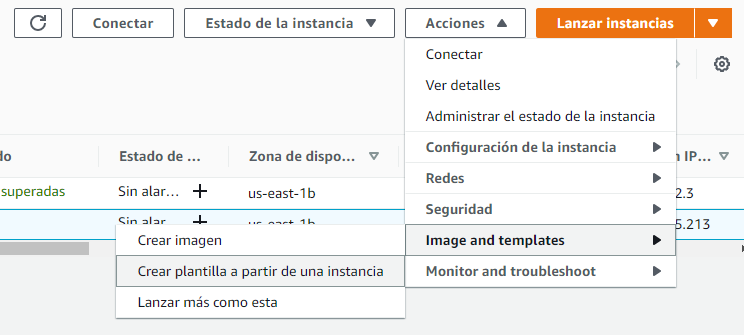 Conectar
Estado de la instancia
Acciones
Lanzar instancias
Conectar
Ver detalles
Administrar el estado de la instancia
Configuración de la instancia
Redes
Seguridad
Image and templates
Monitor and troubleshoot
do
Estado de ...
Zona de dispo...
IP...
superadas
Sin alar...
us-east-1b
2.3
Sin alar...
us-east-1b
5.213
Crear imagen
Crear plantilla a partir de una instancia
Lanzar más como esta